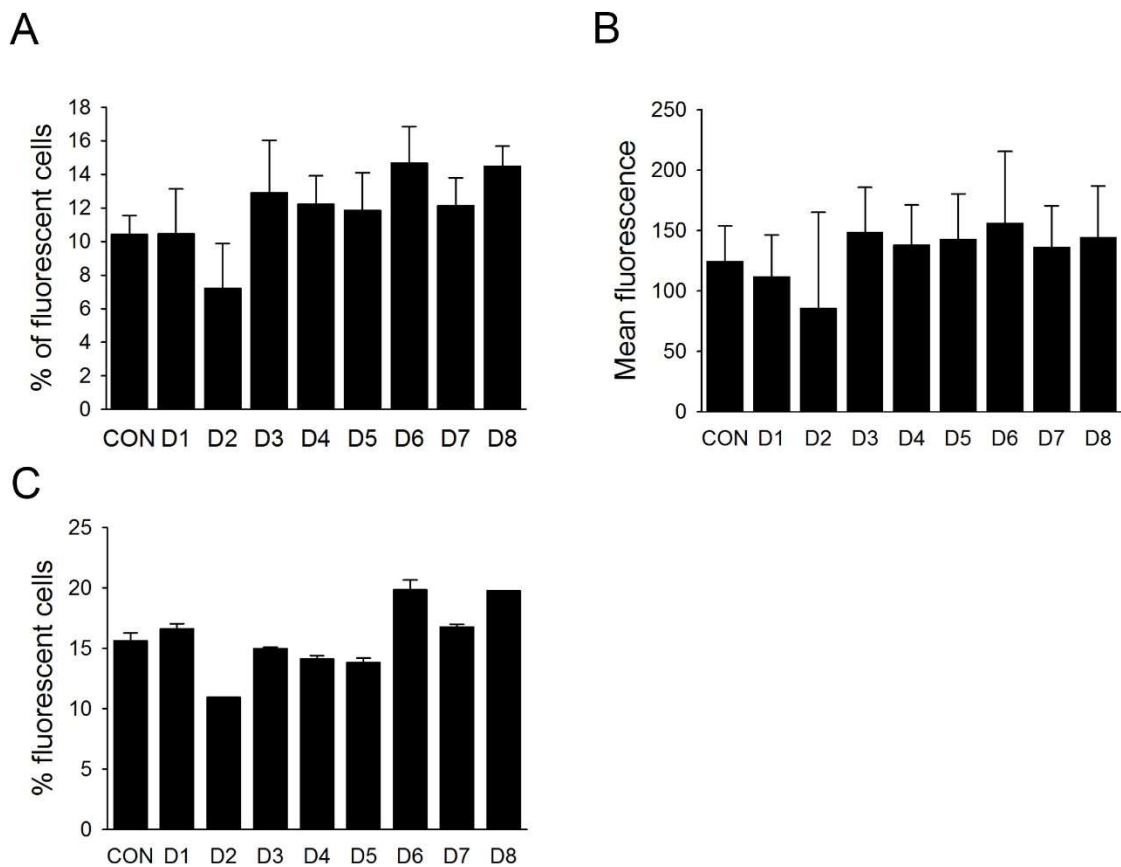 A
% of fluorescent cells
18
16
14
12
10
8
6
4
2
0
CON D1 D2 D3 D4 D5 D6 D7 D8
B
Mean fluorescence
250
200
150
100
50
0
CON D1 D2 D3 D4 D5 D6 D7 D8
C
% fluorescent cells
25
20
15
10
5
0
CON D1 D2 D3 D4 D5 D6 D7 D8